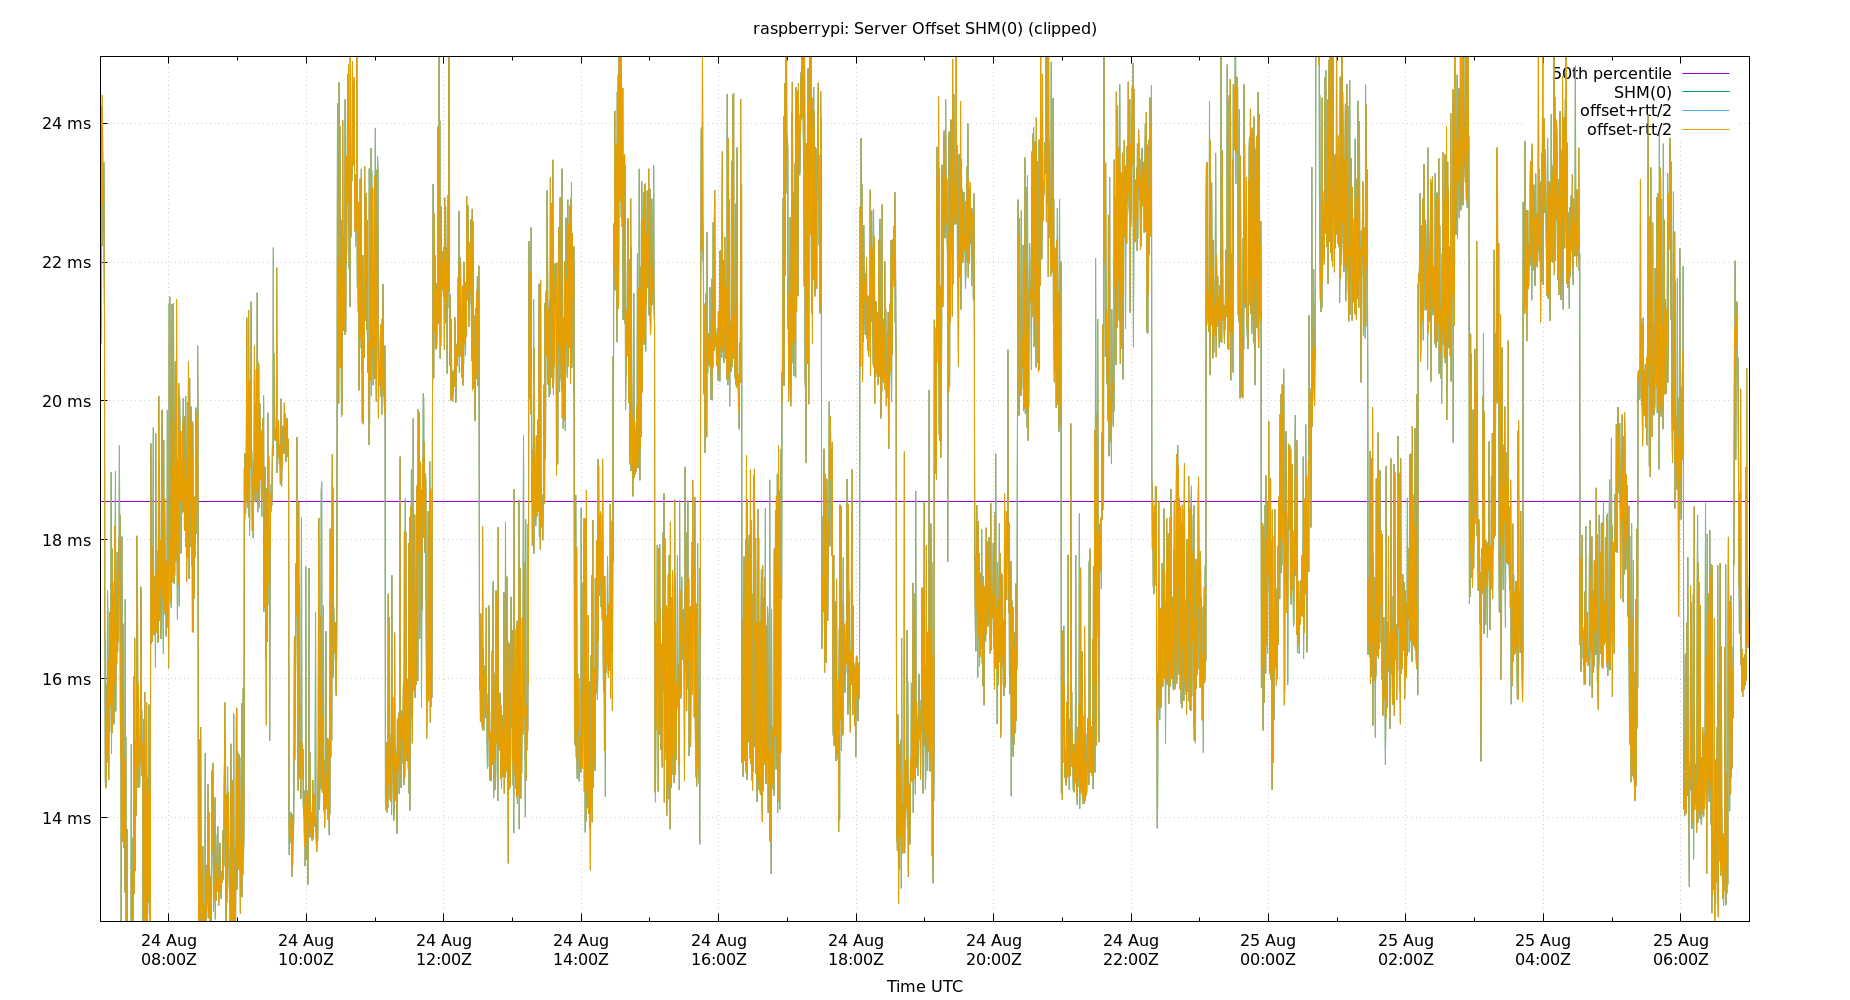 raspberrypi: Server Offset SHM(0) (clipped)
50th percentile
SHM(0)
offset+rtt/2
offset-rtt/2
24 ms
22 ms
20 ms
18 ms
16 ms
14 ms
24 Aug 24 Aug 24 Aug 24 Aug 24 Aug 24 Aug 24 Aug 24 Aug 25 Aug 25 Aug 25 Aug 25 Aug
08:00Z 10:00Z 12:00Z 14:00Z 16:00Z 18:00Z 20:00Z 22:00Z 00:00Z 02:00Z 04:00Z 06:00Z
Time UTC